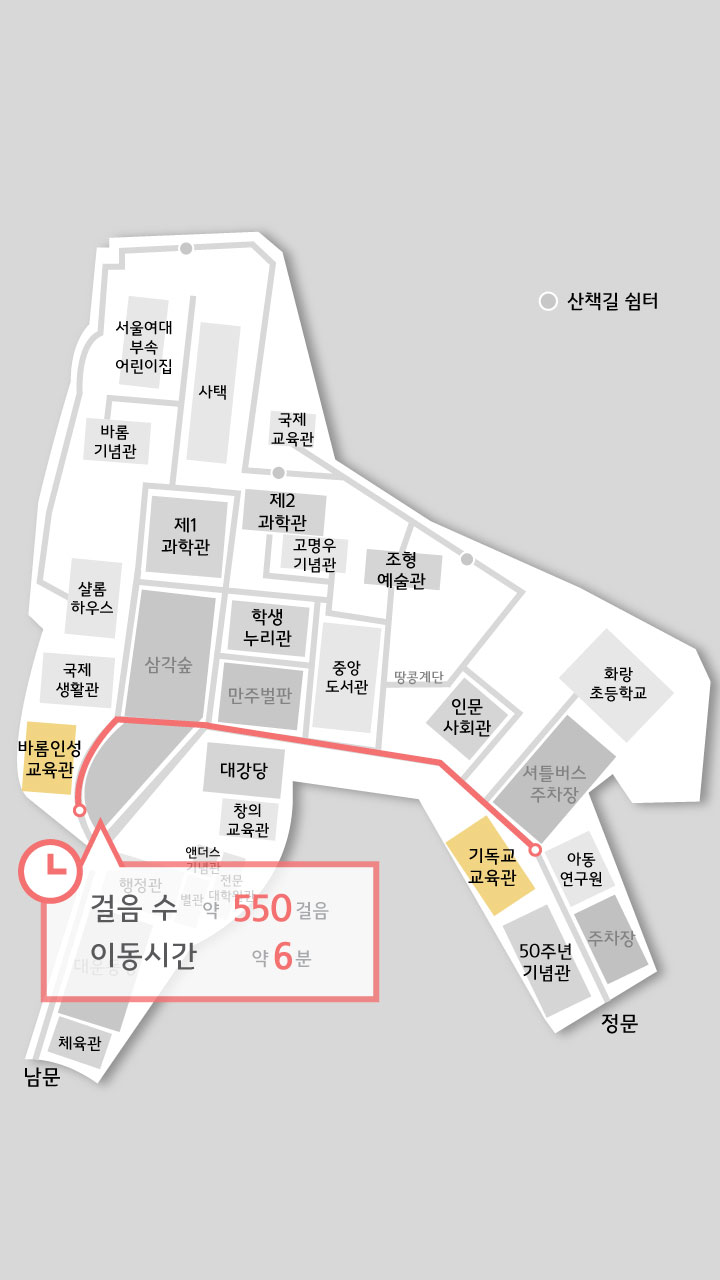 산책길 쉼터
서울여대
부속
어린이집
사택
국제
교육관
바롬
기념관
제1
과학관
제2
과학관
고명우
기념관
조형
예술관
샬롬
하우스
학생
누리관
삼각숲
중앙
도서관
땅콩계단
화랑
초등학교
국제
생활관
만주벌판
인문
사회관
바롬인성
교육관
대강당
셔틀버스
주차장
창의
교육관
앤더스
기념관
기독교
교육관
아동
연구원
행정관
전문
대학원관
별관
걸음 수 약 550 걸음
이동시간 약 6 분
50주년
기념관
주차장
체육관
정문
남문